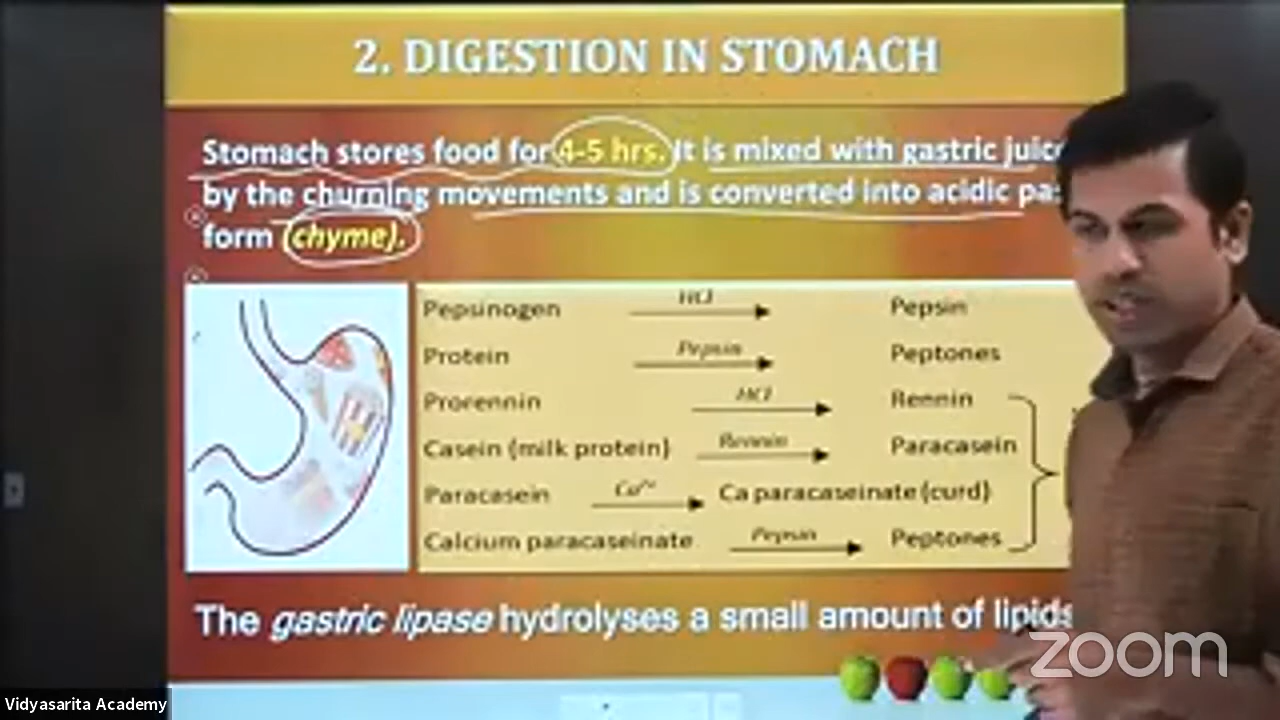 2. DIGESTION IN STOMACH
Stomach stores food for 4-5 hrs. It is mixed with gastric juice
by the churning movements and is converted into acidic
form (chyme).
Pepsinogen HCl Pepsin
Protein Pepsin Peptones
Prorennin HCl Rennin
Casein (milk protein) Rennin Paracasein
Paracasein Ca²⁺ Ca paracaseinate (curd)
Calcium paracaseinate Pepsin Peptones
The gastric lipase hydrolyses a small amount of lipids
zoom
Vidyasarita Academy